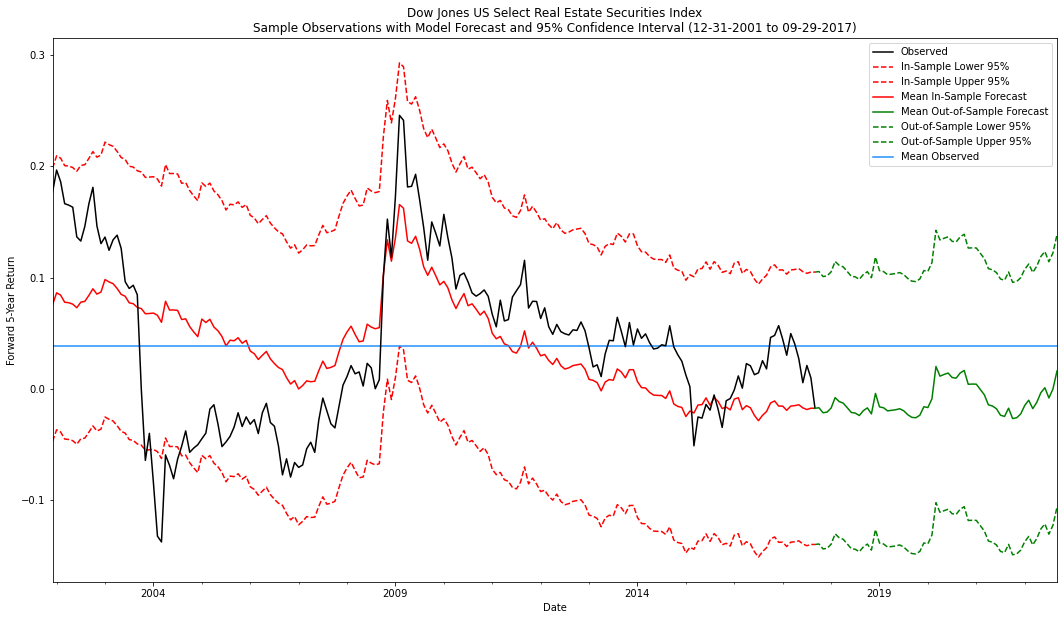 Dow Jones US Select Real Estate Securities Index
Sample Observations with Model Forecast and 95% Confidence Interval (12-31-2001 to 09-29-2017)
Observed
In-Sample Lower 95%
In-Sample Upper 95%
Mean In-Sample Forecast
Mean Out-of-Sample Forecast
Out-of-Sample Lower 95%
Out-of-Sample Upper 95%
Mean Observed
Forward 5-Year Return
0.3
0.2
0.1
0.0
−0.1
2004
2009
2014
2019
Date